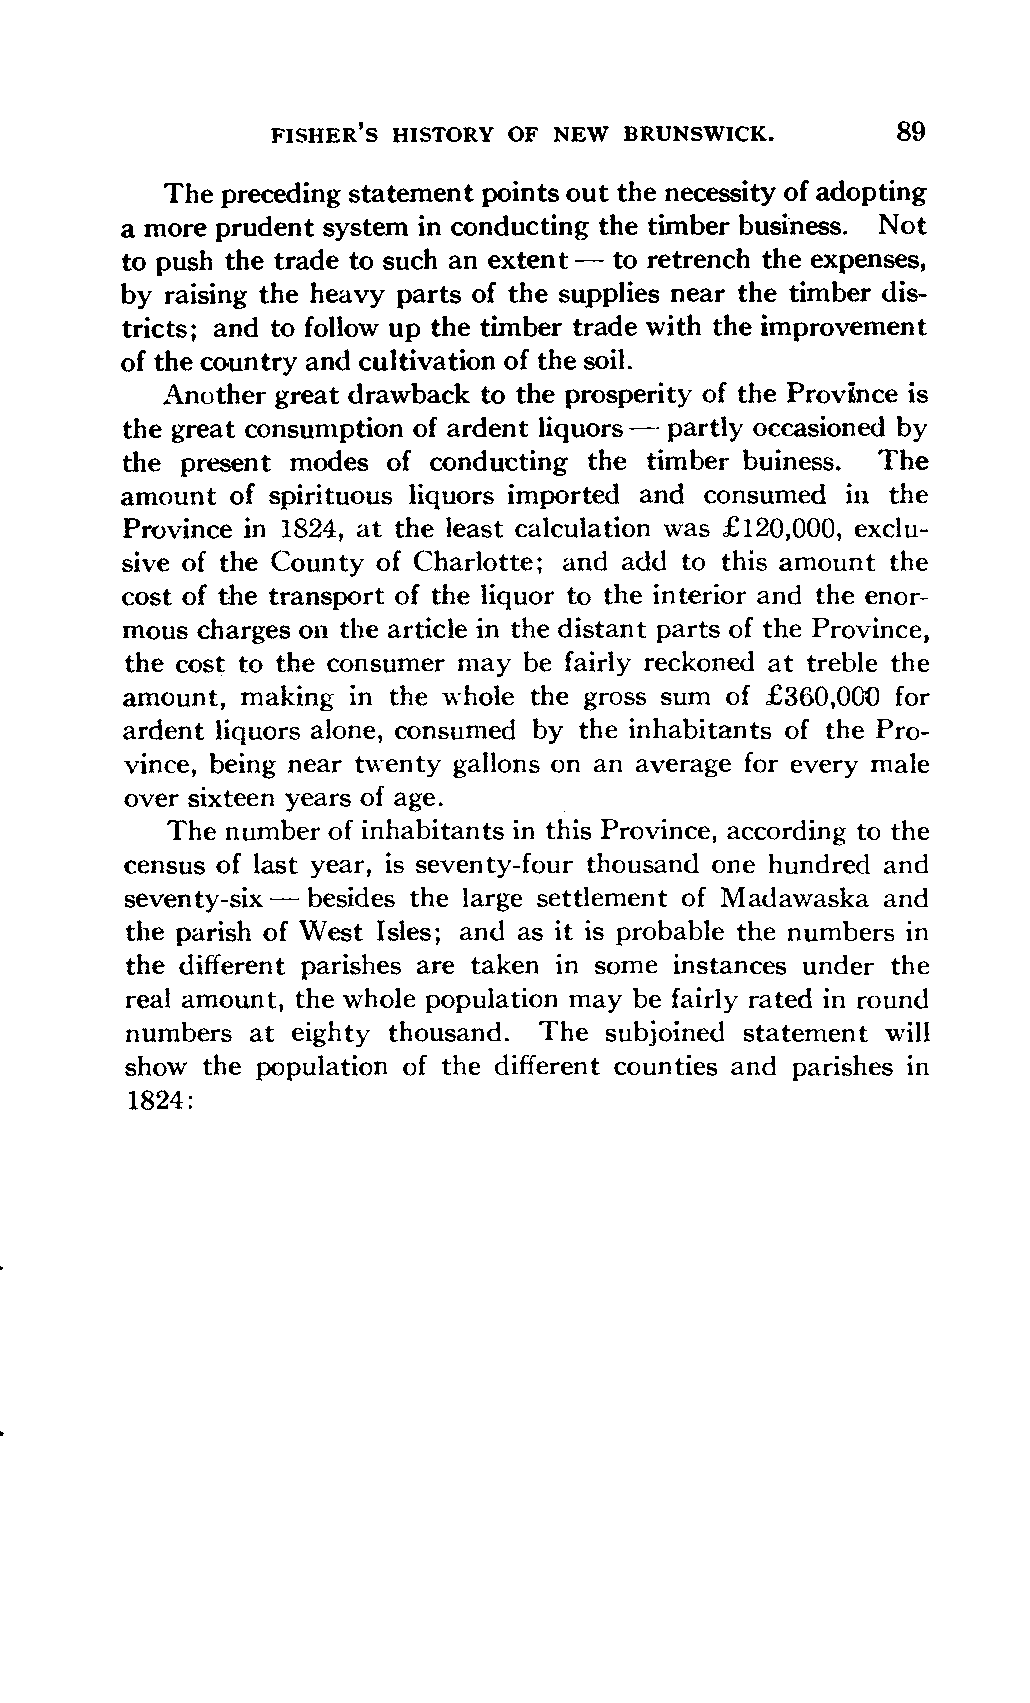 FISHER'S HISTORY OF NEW BRUNSWICK. 89
The preceding statement points out the necessity of adopting
a more prudent system in conducting the timber business. Not
to push the trade to such an extent — to retrench the expenses,
by raising the heavy parts of the supplies near the timber dis-
tricts; and to follow up the timber trade with the improvement
of the country and cultivation of the soil.
Another great drawback to the prosperity of the Province is
the great consumption of ardent liquors — partly occasioned by
the present modes of conducting the timber buiness. The
amount of spirituous liquors imported and consumed in the
Province in 1824, at the least calculation was £120,000, exclu-
sive of the County of Charlotte; and add to this amount the
cost of the transport of the liquor to the interior and the enor-
mous charges on the article in the distant parts of the Province,
the cost to the consumer may be fairly reckoned at treble the
amount, making in the whole the gross sum of £360,000 for
ardent liquors alone, consumed by the inhabitants of the Pro-
vince, being near twenty gallons on an average for every male
over sixteen years of age.
The number of inhabitants in this Province, according to the
census of last year, is seventy-four thousand one hundred and
seventy-six — besides the large settlement of Madawaska and
the parish of West Isles; and as it is probable the numbers in
the different parishes are taken in some instances under the
real amount, the whole population may be fairly rated in round
numbers at eighty thousand. The subjoined statement will
show the population of the different counties and parishes in
1824: